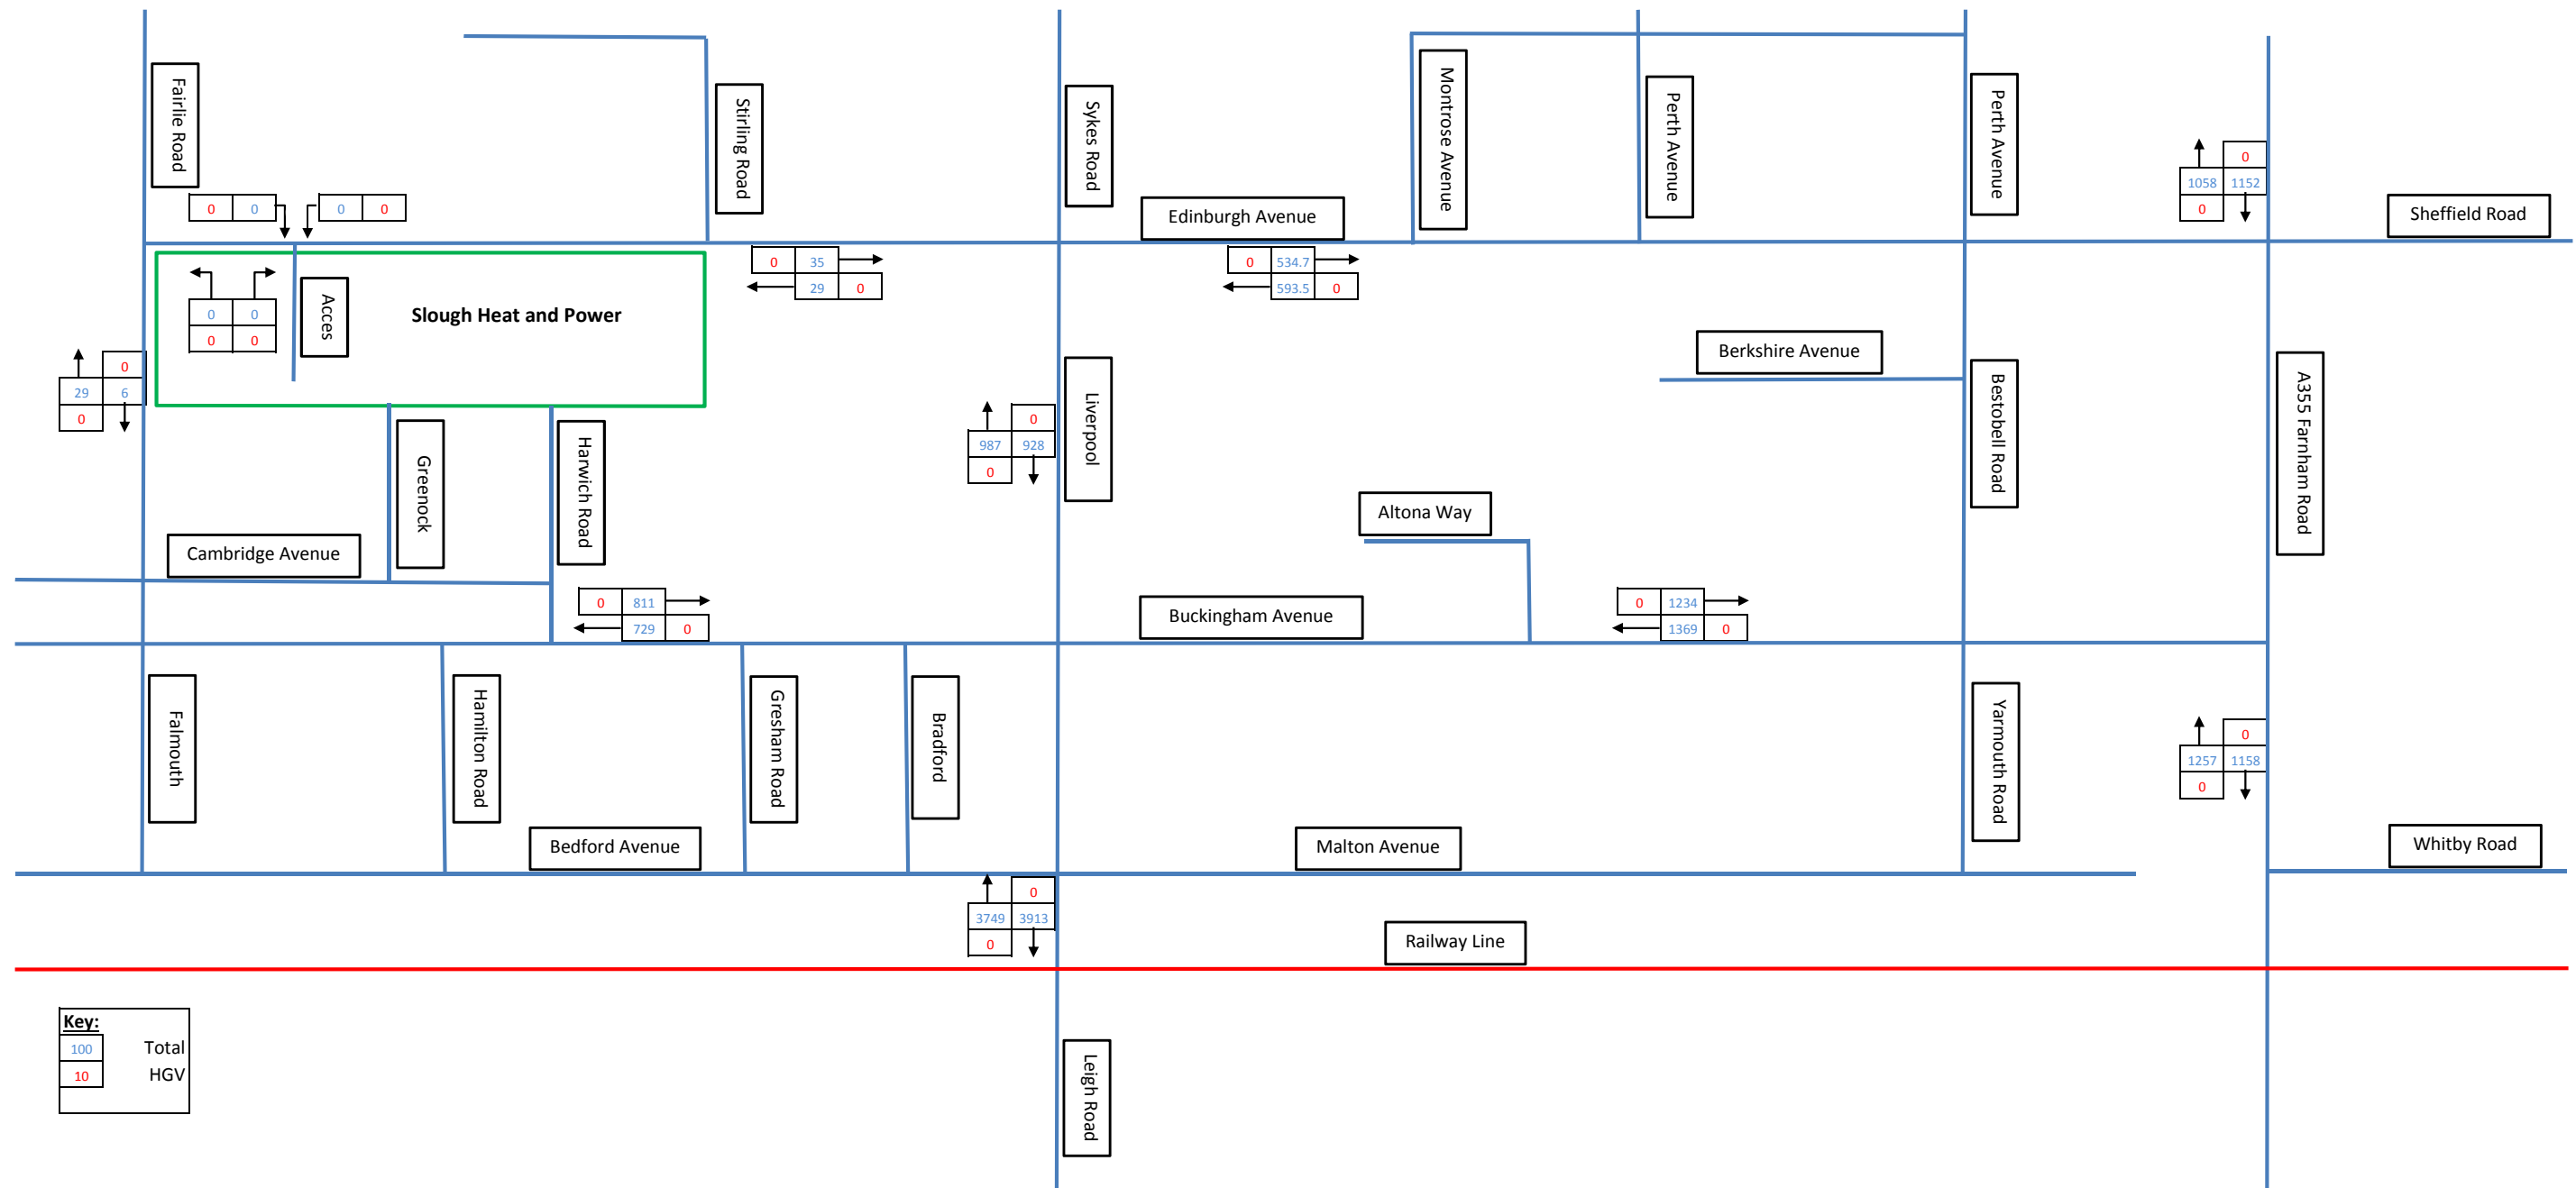 Fairlie Road
Stirling Road
Sykes Road
Montrose Avenue
Perth Avenue
Perth Avenue
0
1058 1152
0
0 0
0 0
Edinburgh Avenue
Sheffield Road
0 35
29 0
0 534.7
593.5 0
0 0
0 0
Acces
Slough Heat and Power
Berkshire Avenue
0
29 6
0
Liverpool
Bestobell Road
A355 Farnham Road
0
987 928
0
Greenock
Harwich Road
Altona Way
Cambridge Avenue
0 811
729 0
Buckingham Avenue
0 1234
1369 0
Falmouth
Hamilton Road
Gresham Road
Bradford
Yarmouth Road
0
1257 1158
0
Bedford Avenue
Malton Avenue
Whitby Road
0
3749 3913
0
Railway Line
Key:
100 Total
10 HGV
Leigh Road